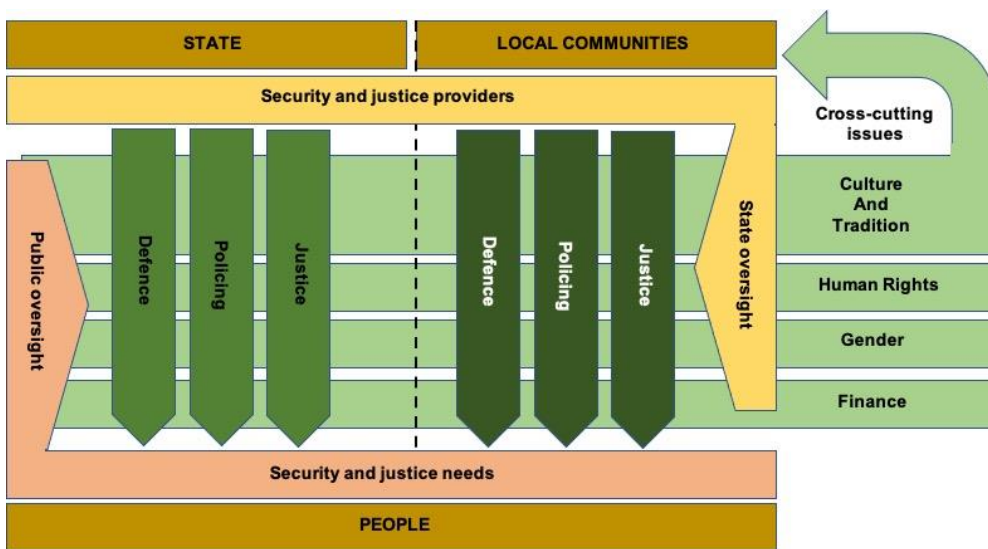 STATE
LOCAL COMMUNITIES
Security and justice providers
Cross-cutting
issues
Culture
And
Tradition
Public oversight
Defence
Policing
Justice
Defence
Policing
Justice
State oversight
Human Rights
Gender
Finance
Security and justice needs
PEOPLE